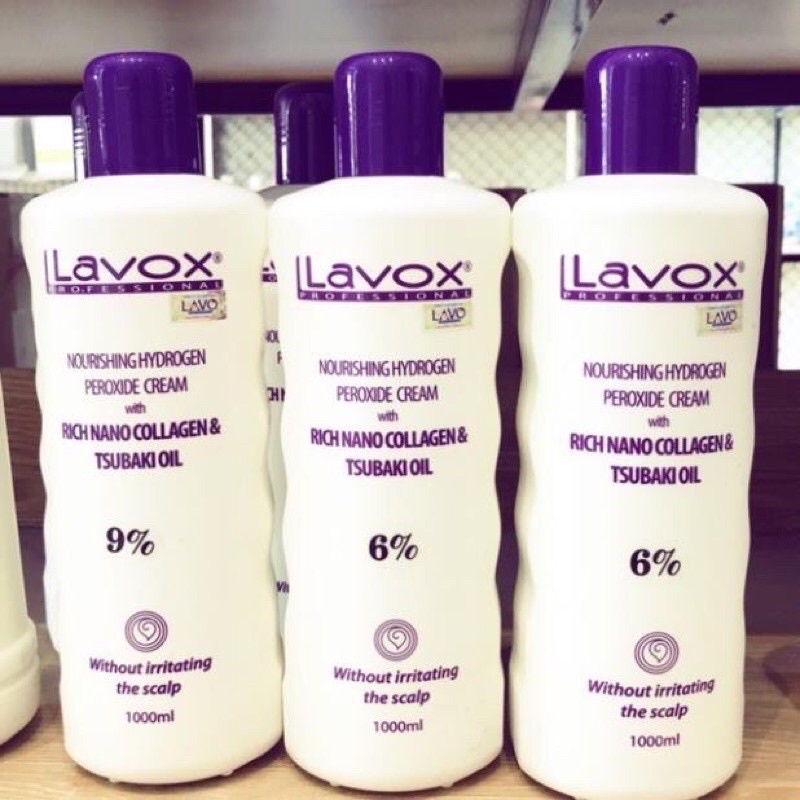 Lavox®
PROFESSIONAL
LAVO
NOURISHING HYDROGEN
PEROXIDE CREAM
with
RICH NANO COLLAGEN &
TSUBAKI OIL
9%
Without irritating
the scalp
1000ml
Lavox®
PROFESSIONAL
LAVO
NOURISHING HYDROGEN
PEROXIDE CREAM
with
RICH NANO COLLAGEN &
TSUBAKI OIL
6%
Without irritating
the scalp
1000ml
Lavox®
PROFESSIONAL
LAVO
NOURISHING HYDROGEN
PEROXIDE CREAM
with
RICH NANO COLLAGEN &
TSUBAKI OIL
6%
Without irritating
the scalp
1000ml